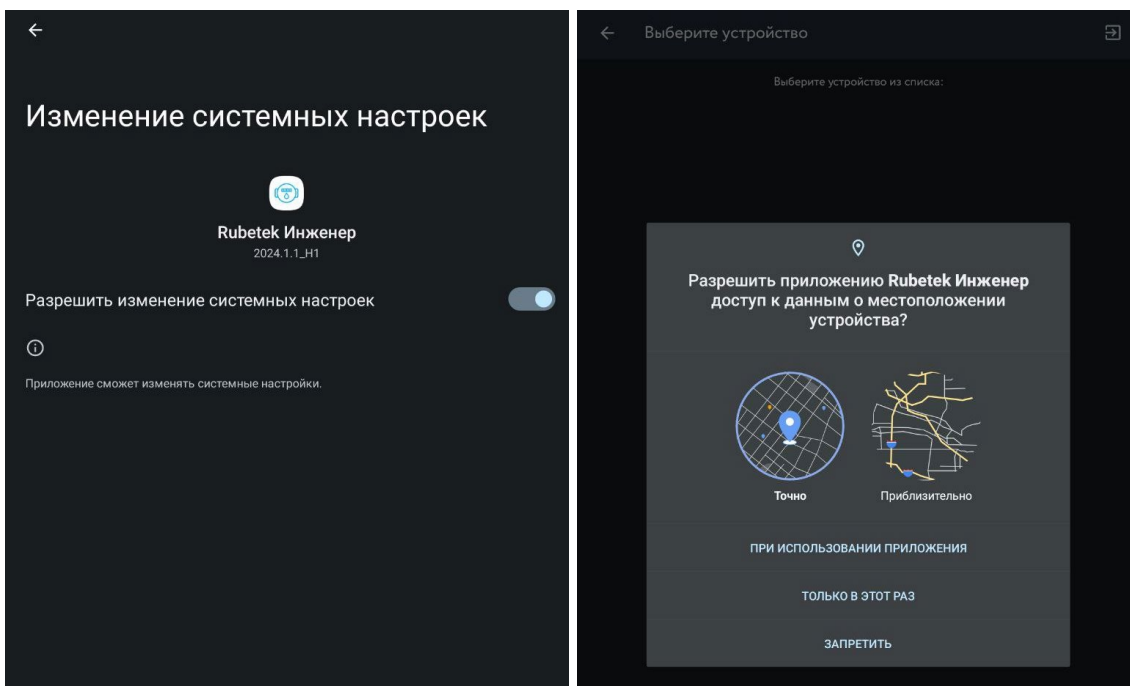 Изменение системных настроек
Rubetek Инженер
2024.1.1_H1
Разрешить изменение системных настроек
Приложение сможет изменять системные настройки.
Выберите устройство
Выберите устройство из списка:
Разрешить приложению Rubetek Инженер
доступ к данным о местоположении
устройства?
Точно
Приблизительно
ПРИ ИСПОЛЬЗОВАНИИ ПРИЛОЖЕНИЯ
ТОЛЬКО В ЭТОТ РАЗ
ЗАПРЕТИТЬ